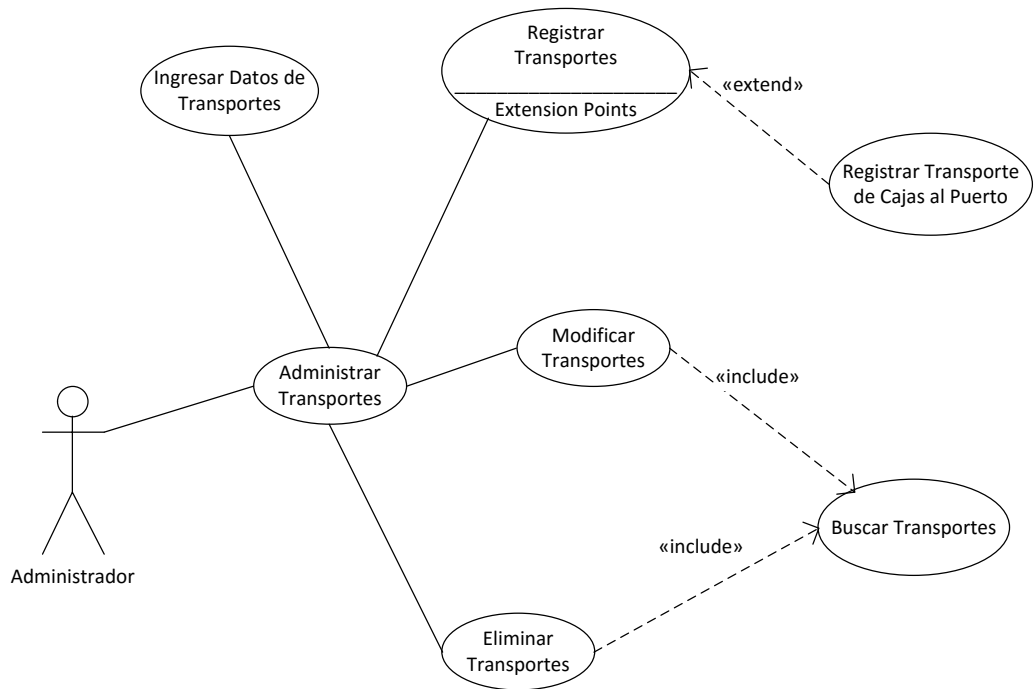 Registrar
Transportes
Extension Points
Ingresar Datos de
Transportes
«extend»
Registrar Transporte
de Cajas al Puerto
Modificar
Transportes
Administrar
Transportes
«include»
Buscar Transportes
«include»
Administrador
Eliminar
Transportes